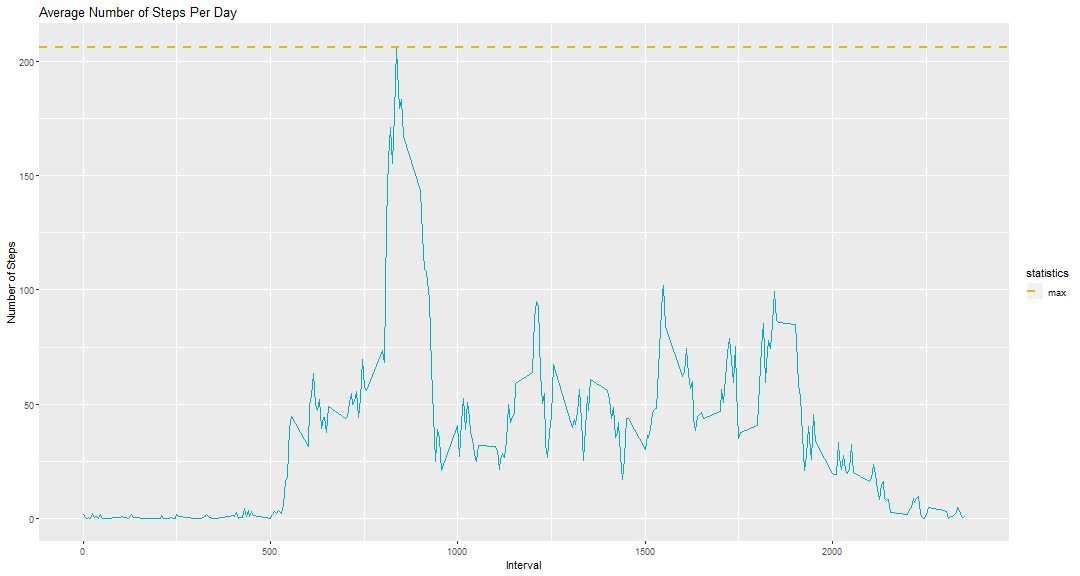 Average Number of Steps Per Day
200
150
100
50
0
Number of Steps
0 500 1000 1500 2000
Interval
statistics
max